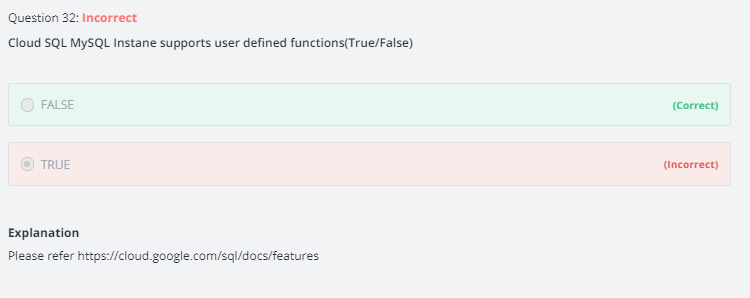 Question 32: Incorrect
Cloud SQL MySQL Instane supports user defined functions(True/False)
FALSE (Correct)
TRUE (Incorrect)
Explanation
Please refer https://cloud.google.com/sql/docs/features